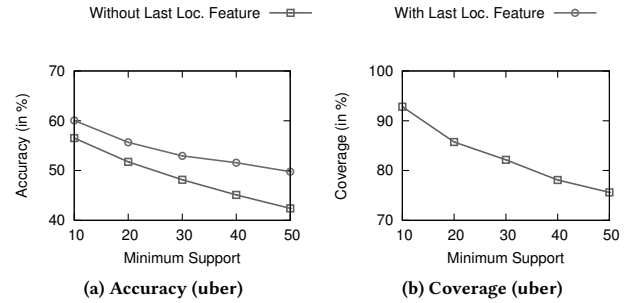 Without Last Loc. Feature
With Last Loc. Feature
70
60
50
40
Accuracy (in %)
10 20 30 40 50
Minimum Support
(a) Accuracy (uber)
100
90
80
70
Coverage (in %)
10 20 30 40 50
Minimum Support
(b) Coverage (uber)